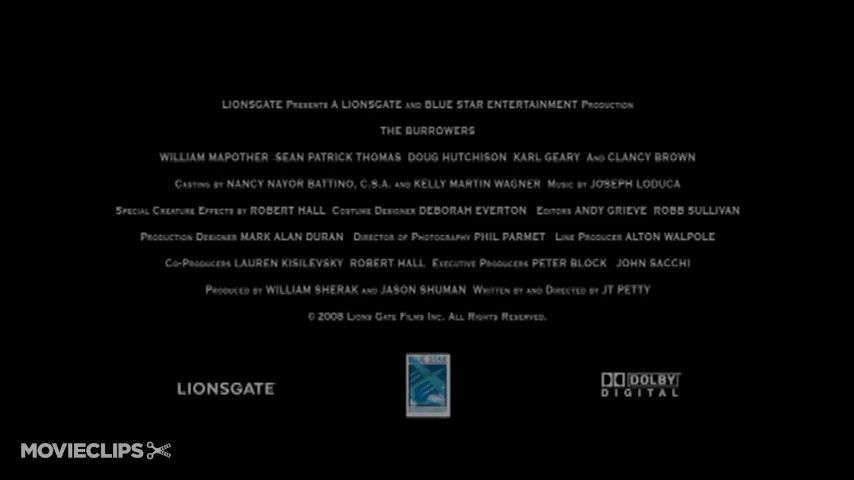 LIONSGATE PRESENTS A LIONSGATE AND BLUE STAR ENTERTAINMENT PRODUCTION
THE BURROWERS
WILLIAM MAPOTHER SEAN PATRICK THOMAS DOUG HUTCHISON KARL GEARY AND CLANCY BROWN
CASTING BY NANCY NAYOR BATTINO, C.S.A. AND KELLY MARTIN WAGNER MUSIC BY JOSEPH LODUCA
SPECIAL CREATURE EFFECTS BY ROBERT HALL COSTUME DESIGNER DEBORAH EVERTON EDITORS ANDY GRIEVE ROBB SULLIVAN
PRODUCTION DESIGNER MARK ALAN DURAN DIRECTOR OF PHOTOGRAPHY PHIL PARMET LINE PRODUCER ALTON WALPOLE
CO-PRODUCERS LAUREN KISILEVSKY ROBERT HALL EXECUTIVE PRODUCERS PETER BLOCK JOHN SACCHI
PRODUCED BY WILLIAM SHERAK AND JASON SHUMAN WRITTEN BY AND DIRECTED BY JT PETTY
© 2008 LIONS GATE FILMS INC. ALL RIGHTS RESERVED.
BLUE STAR
LIONSGATE
DOLBY
DIGITAL
MOVIECLIPS